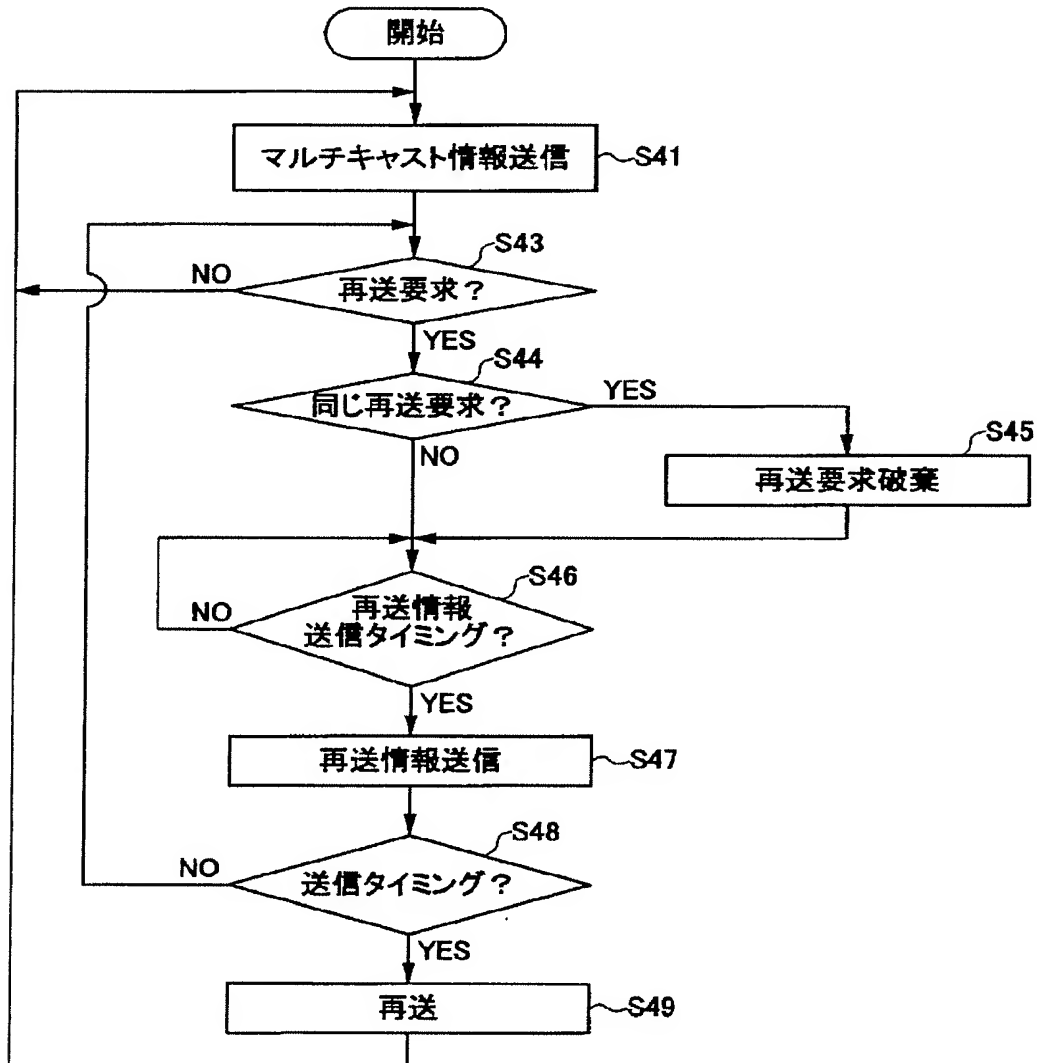 開始
マルチキャスト情報送信
S41
S43
NO
再送要求？
YES
S44
同じ再送要求？
YES
NO
S45
再送要求破棄
S46
NO
再送情報
送信タイミング？
YES
再送情報送信
S47
S48
NO
送信タイミング？
YES
再送
S49